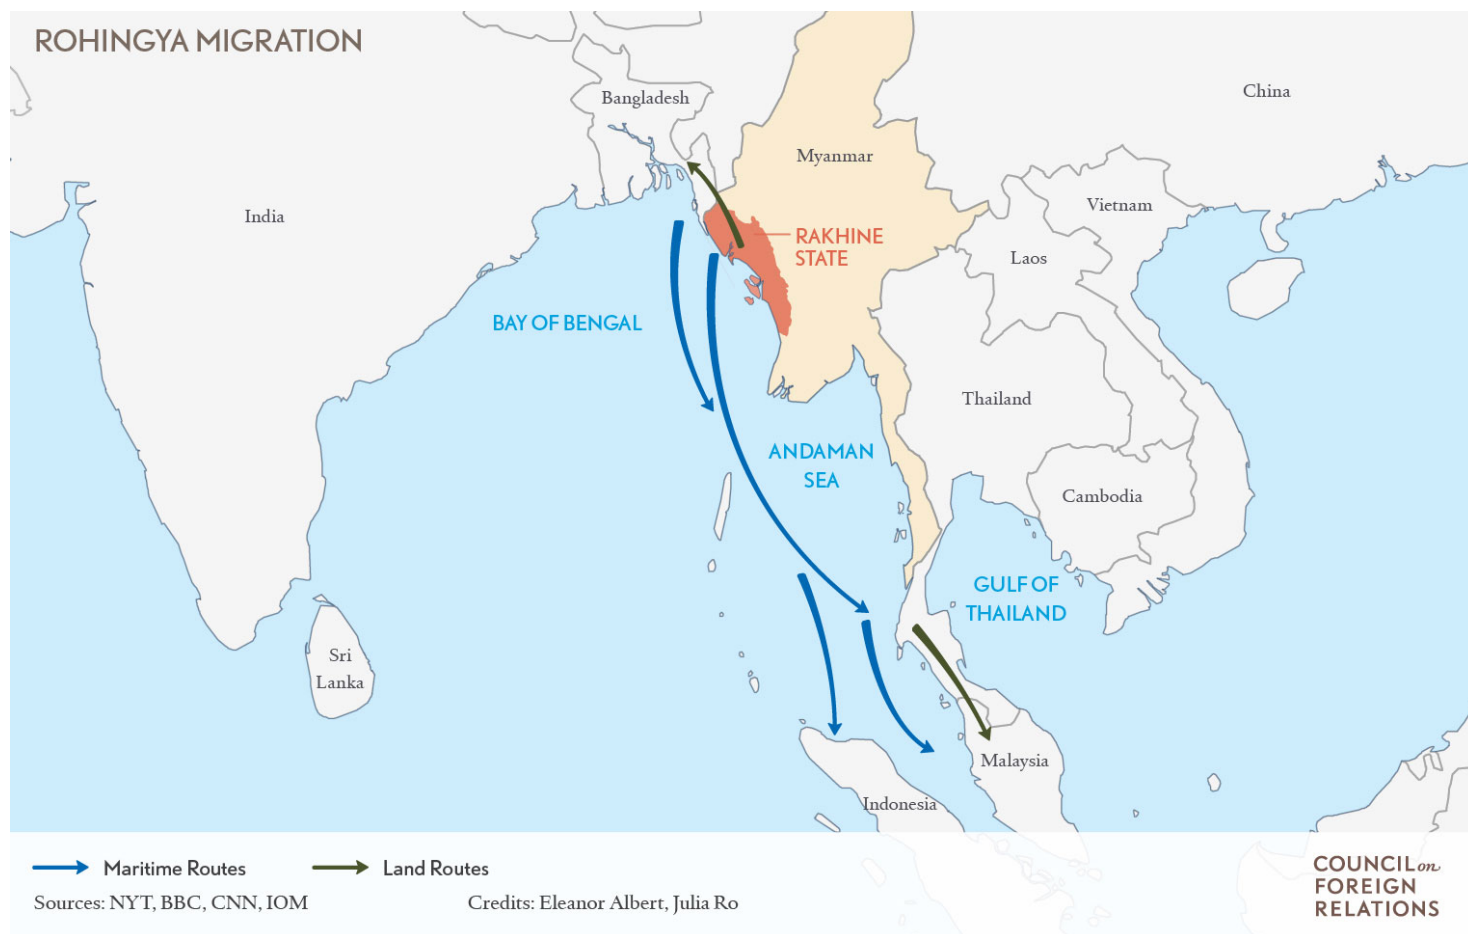 ROHINGYA MIGRATION
Bangladesh
China
Myanmar
India
Vietnam
RAKHINE
STATE
Laos
BAY OF BENGAL
Thailand
ANDAMAN
SEA
Cambodia
GULF OF
THAILAND
Sri
Lanka
Malaysia
Indonesia
Maritime Routes
Land Routes
Sources: NYT, BBC, CNN, IOM
Credits: Eleanor Albert, Julia Ro
COUNCIL on
FOREIGN
RELATIONS